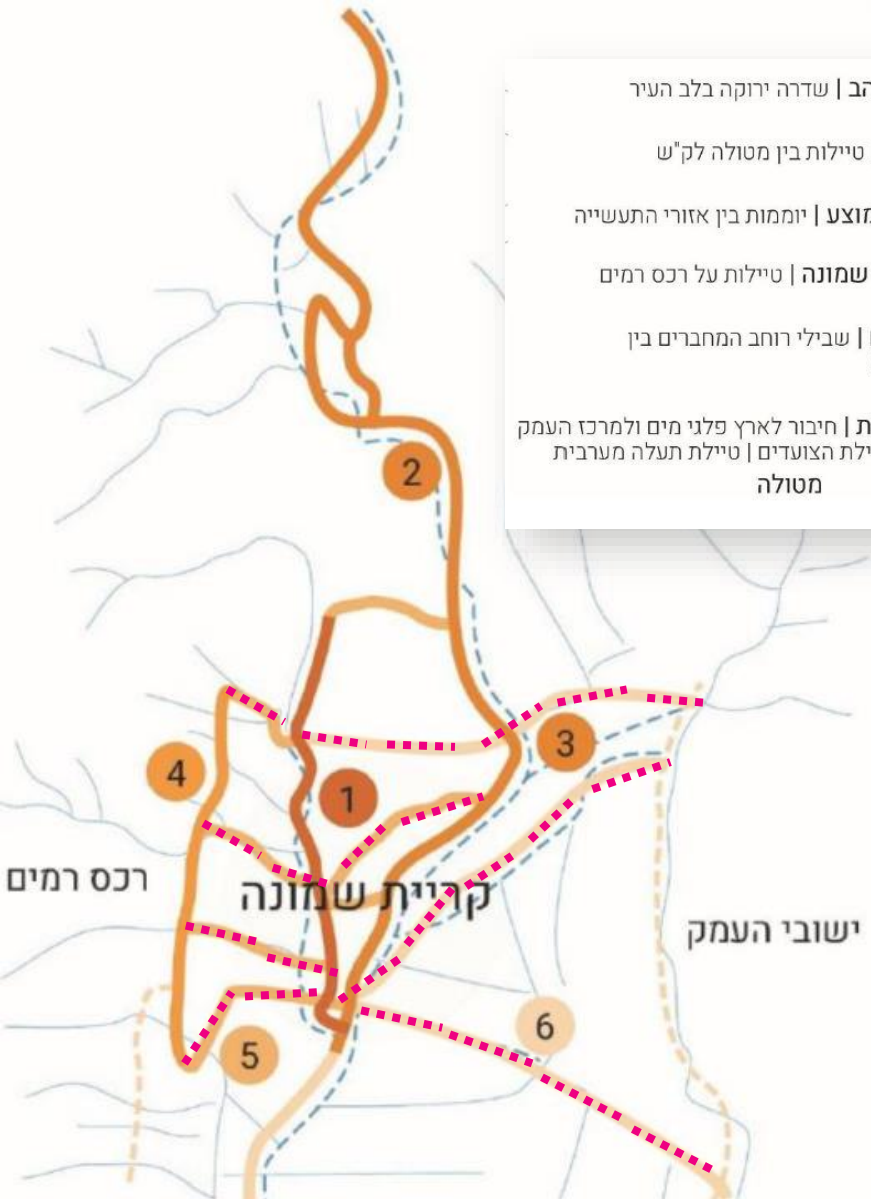 הב | שדרה ירוקה בלב העיר
טיילות בין מטולה לק"ש
מוצע | יוממות בין אזורי התעשייה
שמונה | טיילות על רכס רמים
| שבילי רוחב המחברים בין
ת | חיבור לארץ פלגי מים ולמרכז העמק
ילת הצועדים | טיילת תעלה מערבית
מטולה
2
3
4
1
רכס רמים
קריית שמונה
ישובי העמק
6
5